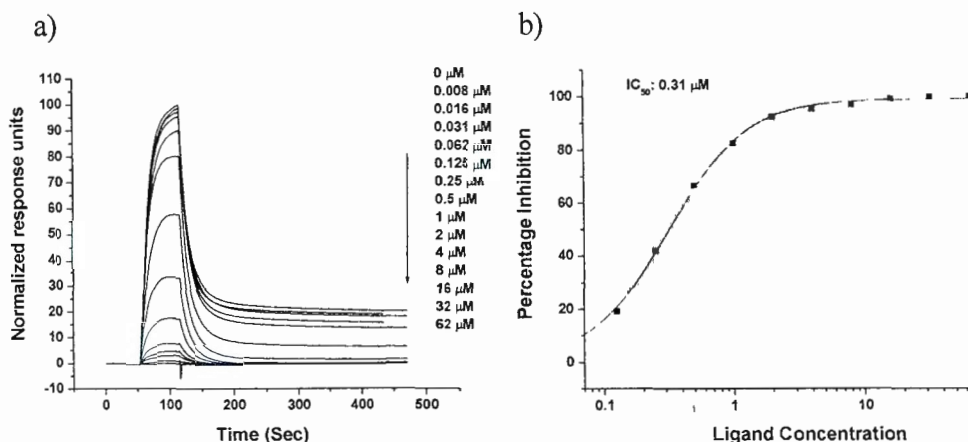 a)
Normalized response units
110
100
90
80
70
60
50
40
30
20
10
0
-10
0
100
200
300
400
500
Time (Sec)
0 µM
0.008 µM
0.016 µM
0.031 µM
0.062 µM
0.125 µM
0.25 µM
0.5 µM
1 µM
2 µM
4 µM
8 µM
16 µM
32 µM
62 µM
b)
IC50: 0.31 µM
Percentage Inhibition
100
80
60
40
20
0
0.1
1
10
Ligand Concentration